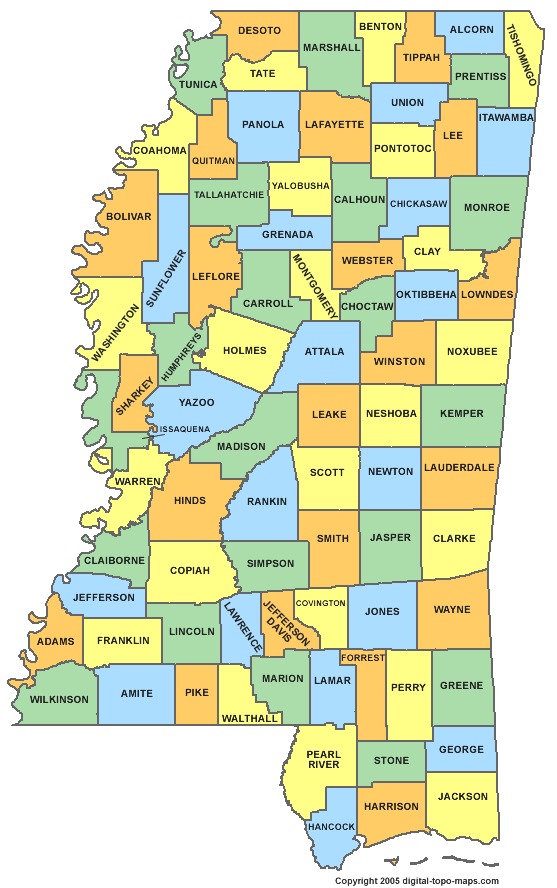 DESOTO
BENTON
ALCORN
TISHOMINGO
MARSHALL
TIPPAH
TATE
TUNICA
PRENTISS
UNION
ITAWAMBA
PANOLA
LAFAYETTE
LEE
PONTOTOC
COAHOMA
QUITMAN
TALLAHATCHIE
YALOBUSHA
CALHOUN
CHICKASAW
MONROE
BOLIVAR
GRENADA
SUNFLOWER
LEFLORE
WEBSTER
CLAY
MONTGOMERY
CARROLL
CHOCTAW
OKTIBBEHA
LOWNDES
WASHINGTON
HUMPHREYS
HOLMES
ATTALA
WINSTON
NOXUBEE
SHARKEY
YAZOO
ISSAQUENA
LEAKE
NESHOBA
KEMPER
MADISON
WARREN
SCOTT
NEWTON
LAUDERDALE
HINDS
RANKIN
SMITH
JASPER
CLARKE
CLAIBORNE
COPIAH
SIMPSON
JEFFERSON
LAWRENCE
JEFFERSON
DAVIS
COVINGTON
JONES
WAYNE
ADAMS
FRANKLIN
LINCOLN
FORREST
WILKINSON
AMITE
PIKE
WALTHALL
MARION
LAMAR
PERRY
GREENE
PEARL
RIVER
STONE
GEORGE
HANCOCK
HARRISON
JACKSON
Copyright 2005 digital-topo-maps.com